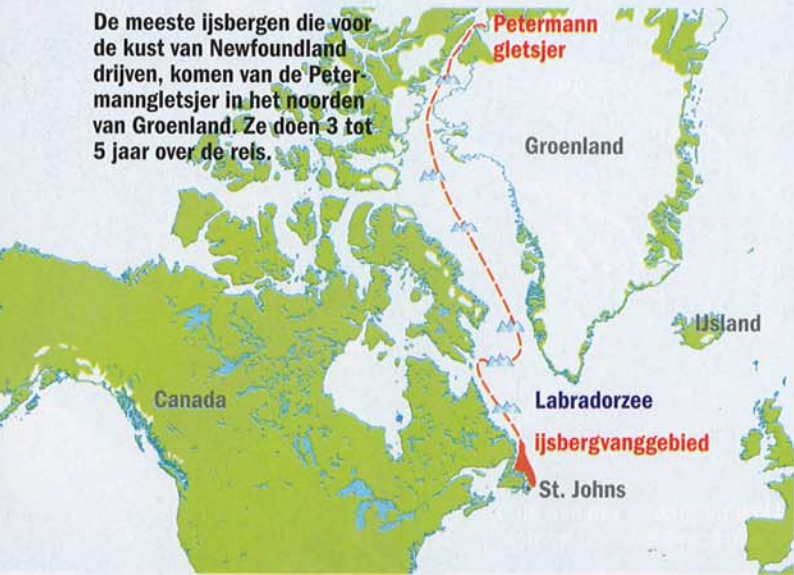 De meeste ijsbergen die voor
de kust van Newfoundland
drijven, komen van de Peter-
manngletsjer in het noorden
van Groenland. Ze doen 3 tot
5 jaar over de reis.
Petermann
gletsjer
Groenland
IJsland
Canada
Labradorzee
ijsbergvanggebied
St. Johns